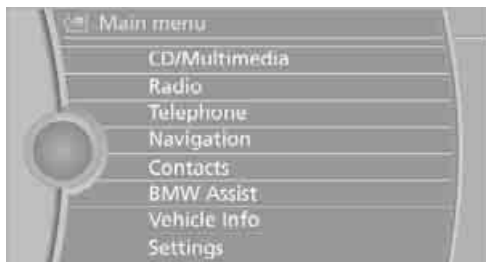 Main menu
CD/Multimedia
Radio
Telephone
Navigation
Contacts
BMW Assist
Vehicle Info
Settings